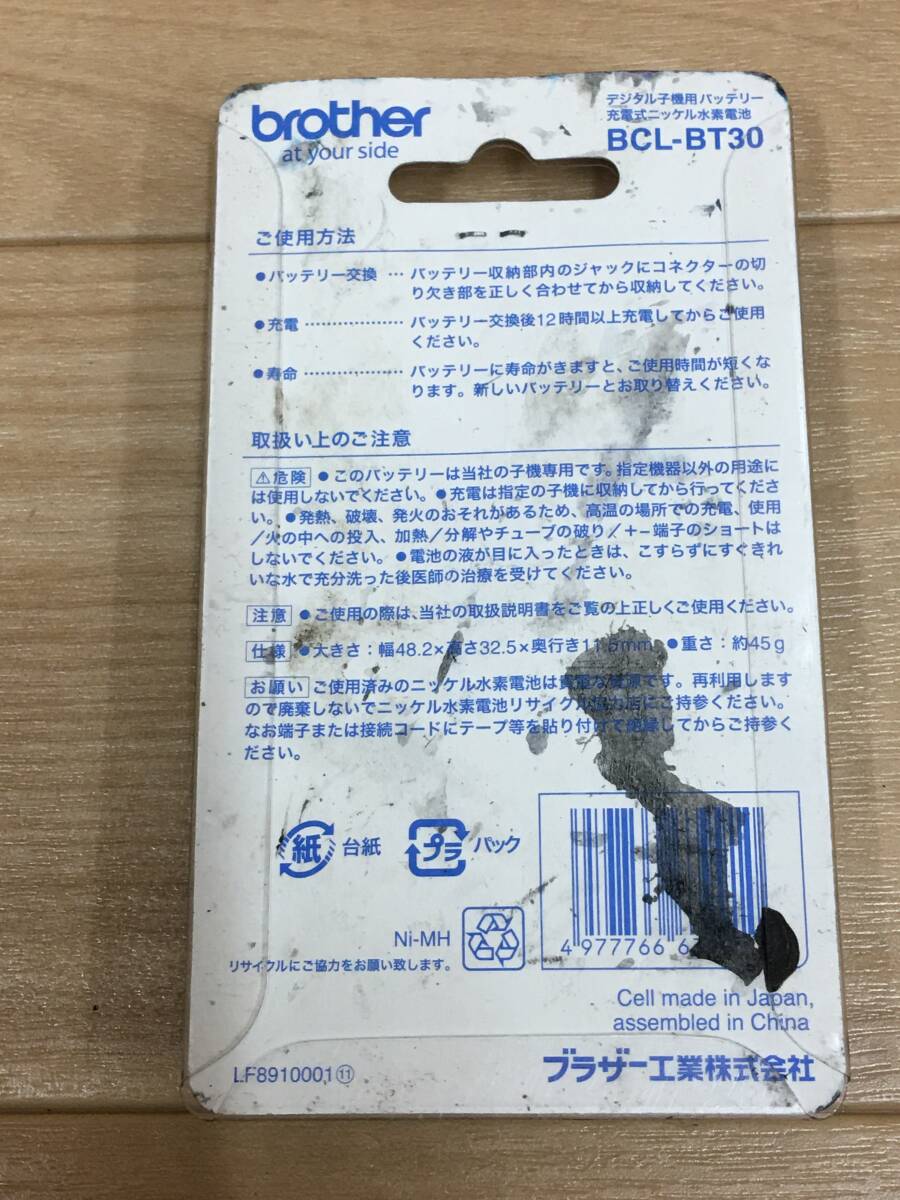 brother
at your side
デジタル子機用バッテリー
充電式ニッケル水素電池
BCL-BT30
ご使用方法
●バッテリー交換 … バッテリー収納部内のジャックにコネクターの切
り欠き部を正しく合わせてから収納してください。
●充電 ……………… バッテリー交換後12時間以上充電してからご使用
ください。
●寿命 ……………… バッテリーに寿命がきますと、ご使用時間が短くな
ります。新しいバッテリーとお取り替えください。
取扱い上のご注意
⚠危険 ●このバッテリーは当社の子機専用です。指定機器以外の用途に
は使用しないでください。●充電は指定の子機に収納してから行ってくださ
い。●発熱、破壊、発火のおそれがあるため、高温の場所での充電、使用
/火の中への投入、加熱/分解やチューブの破り/+−端子のショートは
しないでください。●電池の液が目に入ったときは、こすらずにすぐきれ
いな水で充分洗った後医師の治療を受けてください。
注意 ●ご使用の際は、当社の取扱説明書をご覧の上正しくご使用ください。
仕様 ●大きさ：幅48.2×高さ32.5×奥行き11.5mm ●重さ：約45g
お願い ご使用済みのニッケル水素電池は貴重な資源です。再利用します
ので廃棄しないでニッケル水素電池リサイクル協力店にご持参ください。
なお端子または接続コードにテープ等を貼り付けて絶縁してからご持参く
ださい。
紙 台紙 プラ パック
Ni-MH
リサイクルにご協力をお願い致します。
4 977766 6
Cell made in Japan,
assembled in China
LF8910001⑪
ブラザー工業株式会社